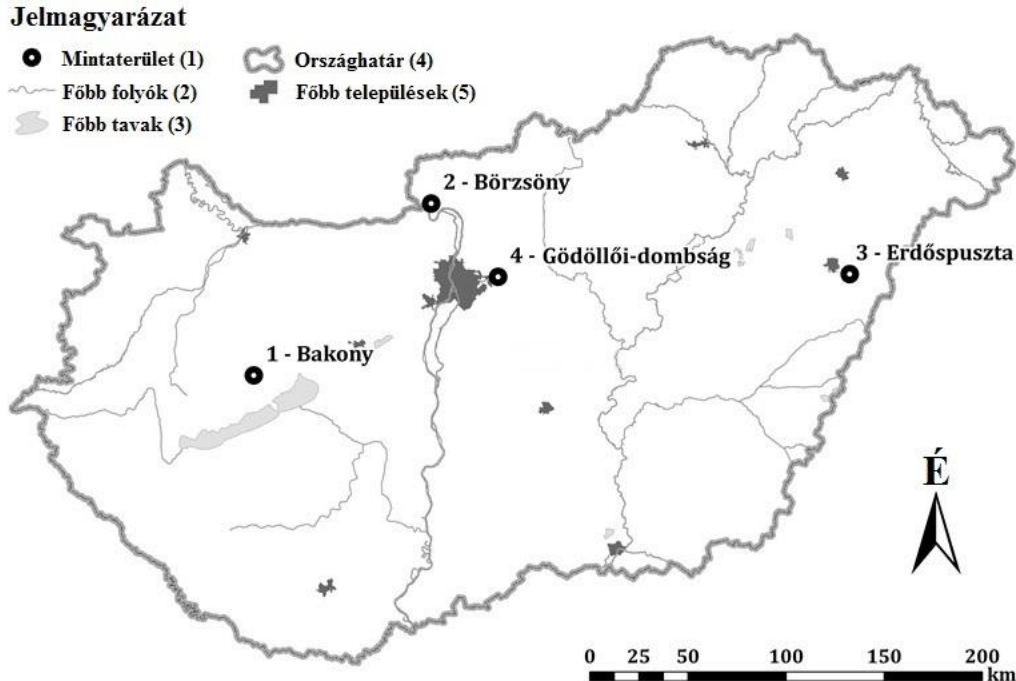 Jelmagyarázat
Mintaterület (1)
Országhatár (4)
Főbb folyók (2)
Főbb települések (5)
Főbb tavak (3)
2 - Börzsöny
4 - Gödöllői-dombság
3 - Erdőspuszta
1 - Bakony
É
0 25 50 100 150 200
km